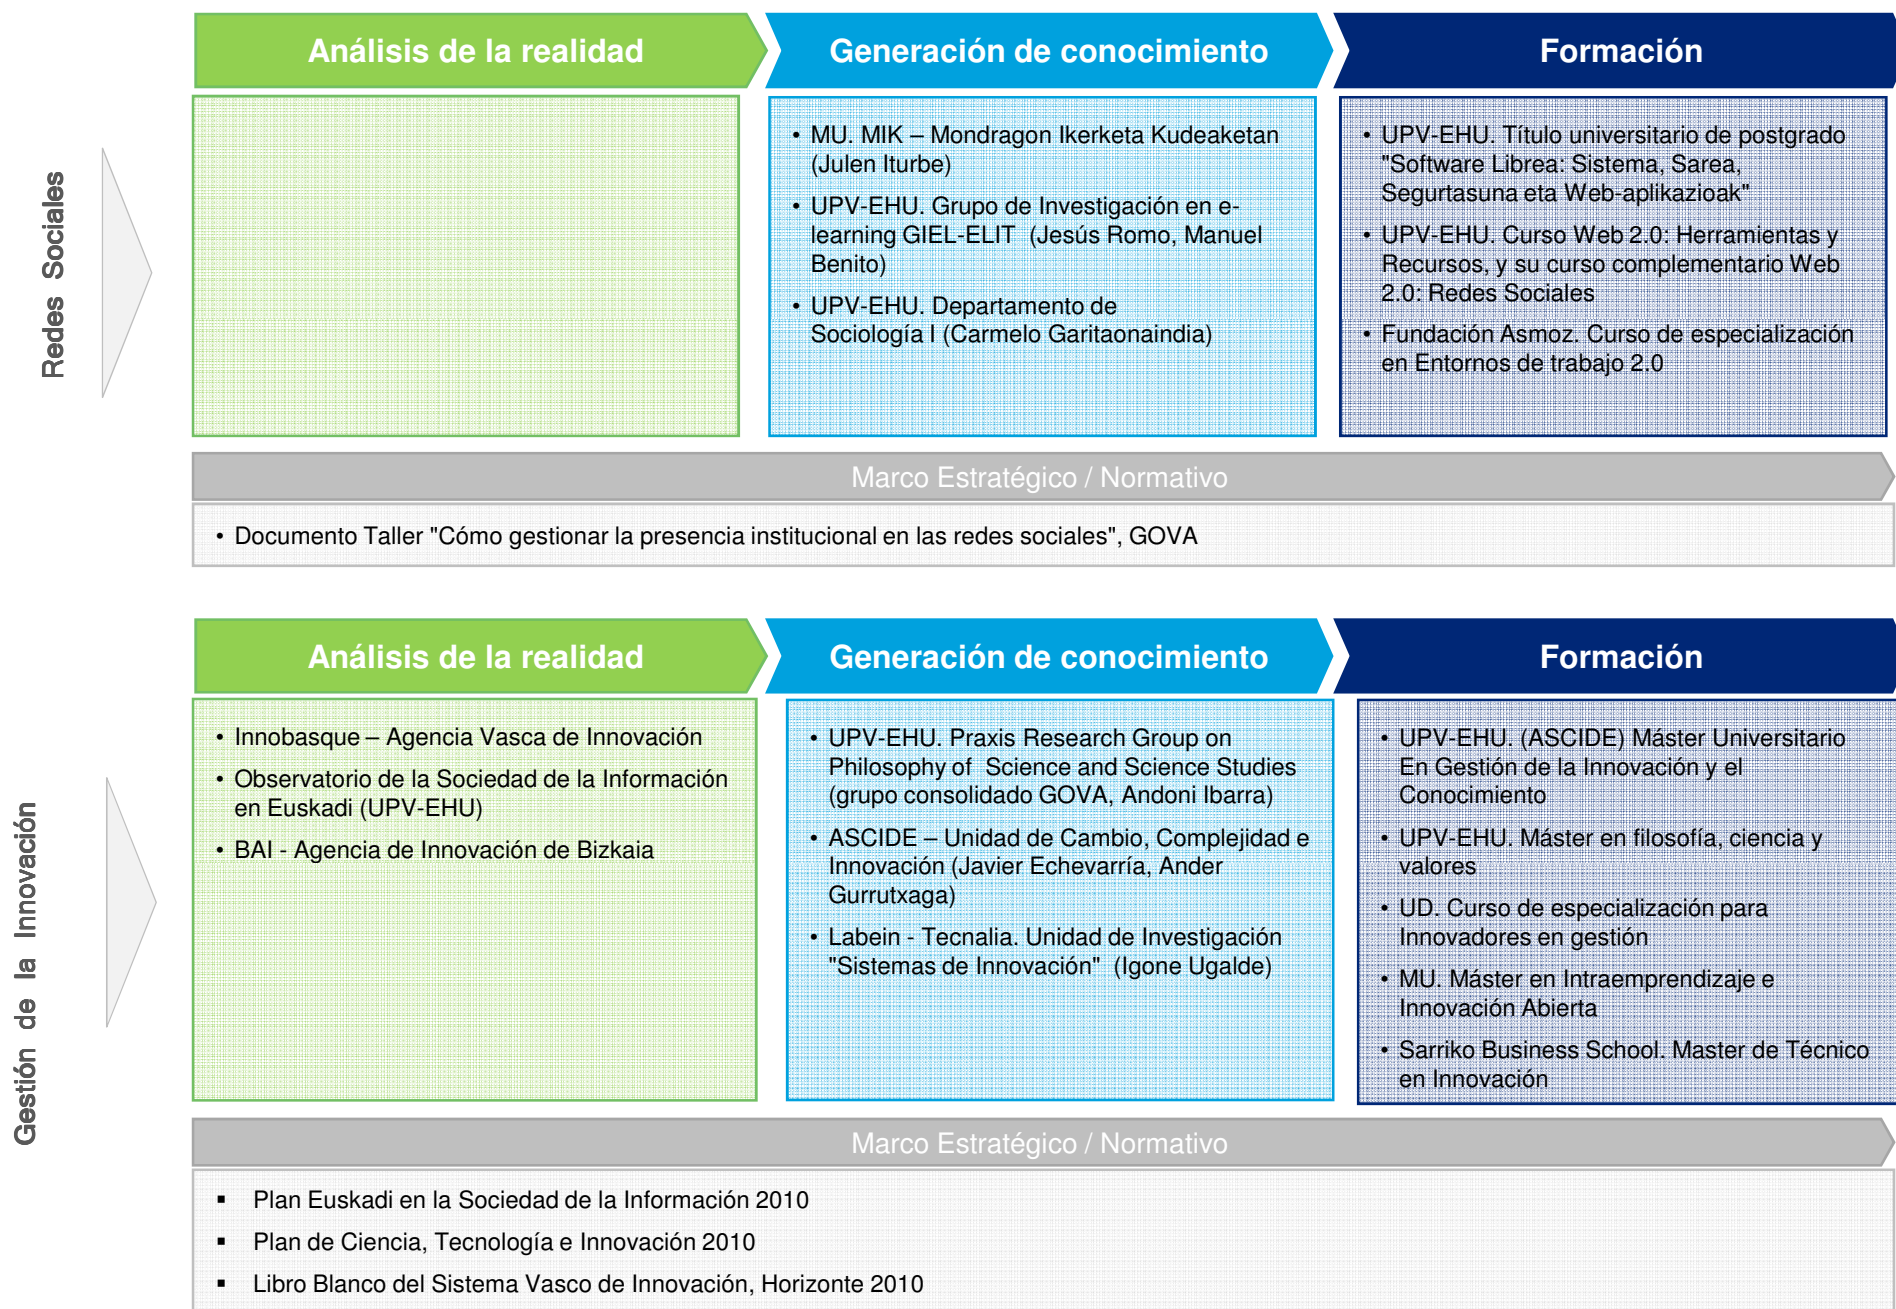 Redes Sociales
Análisis de la realidad
Generación de conocimiento
Formación
• MU. MIK – Mondragon Ikerketa Kudeaketan
(Julen Iturbe)
• UPV-EHU. Grupo de Investigación en e-
learning GIEL-ELIT (Jesús Romo, Manuel
Benito)
• UPV-EHU. Departamento de
Sociología I (Carmelo Garitaonaindia)
• UPV-EHU. Título universitario de postgrado
"Software Librea: Sistema, Sarea,
Segurtasuna eta Web-aplikazioak"
• UPV-EHU. Curso Web 2.0: Herramientas y
Recursos, y su curso complementario Web
2.0: Redes Sociales
• Fundación Asmoz. Curso de especialización
en Entornos de trabajo 2.0
Marco Estratégico / Normativo
• Documento Taller "Cómo gestionar la presencia institucional en las redes sociales", GOVA
Gestión de la Innovación
Análisis de la realidad
Generación de conocimiento
Formación
• Innobasque – Agencia Vasca de Innovación
• Observatorio de la Sociedad de la Información
en Euskadi (UPV-EHU)
• BAI - Agencia de Innovación de Bizkaia
• UPV-EHU. Praxis Research Group on
Philosophy of Science and Science Studies
(grupo consolidado GOVA, Andoni Ibarra)
• ASCIDE – Unidad de Cambio, Complejidad e
Innovación (Javier Echevarría, Ander
Gurrutxaga)
• Labein - Tecnalia. Unidad de Investigación
"Sistemas de Innovación" (Igone Ugalde)
• UPV-EHU. (ASCIDE) Máster Universitario
En Gestión de la Innovación y el
Conocimiento
• UPV-EHU. Máster en filosofía, ciencia y
valores
• UD. Curso de especialización para
Innovadores en gestión
• MU. Máster en Intraemprendizaje e
Innovación Abierta
• Sarriko Business School. Master de Técnico
en Innovación
Marco Estratégico / Normativo
▪ Plan Euskadi en la Sociedad de la Información 2010
▪ Plan de Ciencia, Tecnología e Innovación 2010
▪ Libro Blanco del Sistema Vasco de Innovación, Horizonte 2010